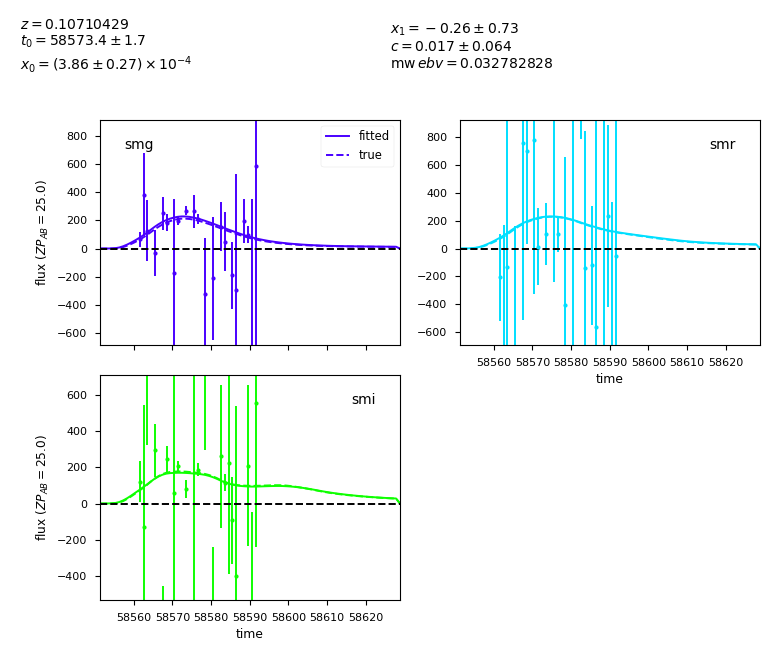 z = 0.10710429
t₀ = 58573.4 ± 1.7
x₀ = (3.86 ± 0.27) × 10⁻⁴
x₁ = −0.26 ± 0.73
c = 0.017 ± 0.064
mw ebv = 0.032782828
smg
fitted
true
800
600
400
200
0
−200
−400
−600
flux (ZP_AB = 25.0)
smr
800
600
400
200
0
−200
−400
−600
58560 58570 58580 58590 58600 58610 58620
time
smi
600
400
200
0
−200
−400
flux (ZP_AB = 25.0)
58560 58570 58580 58590 58600 58610 58620
time